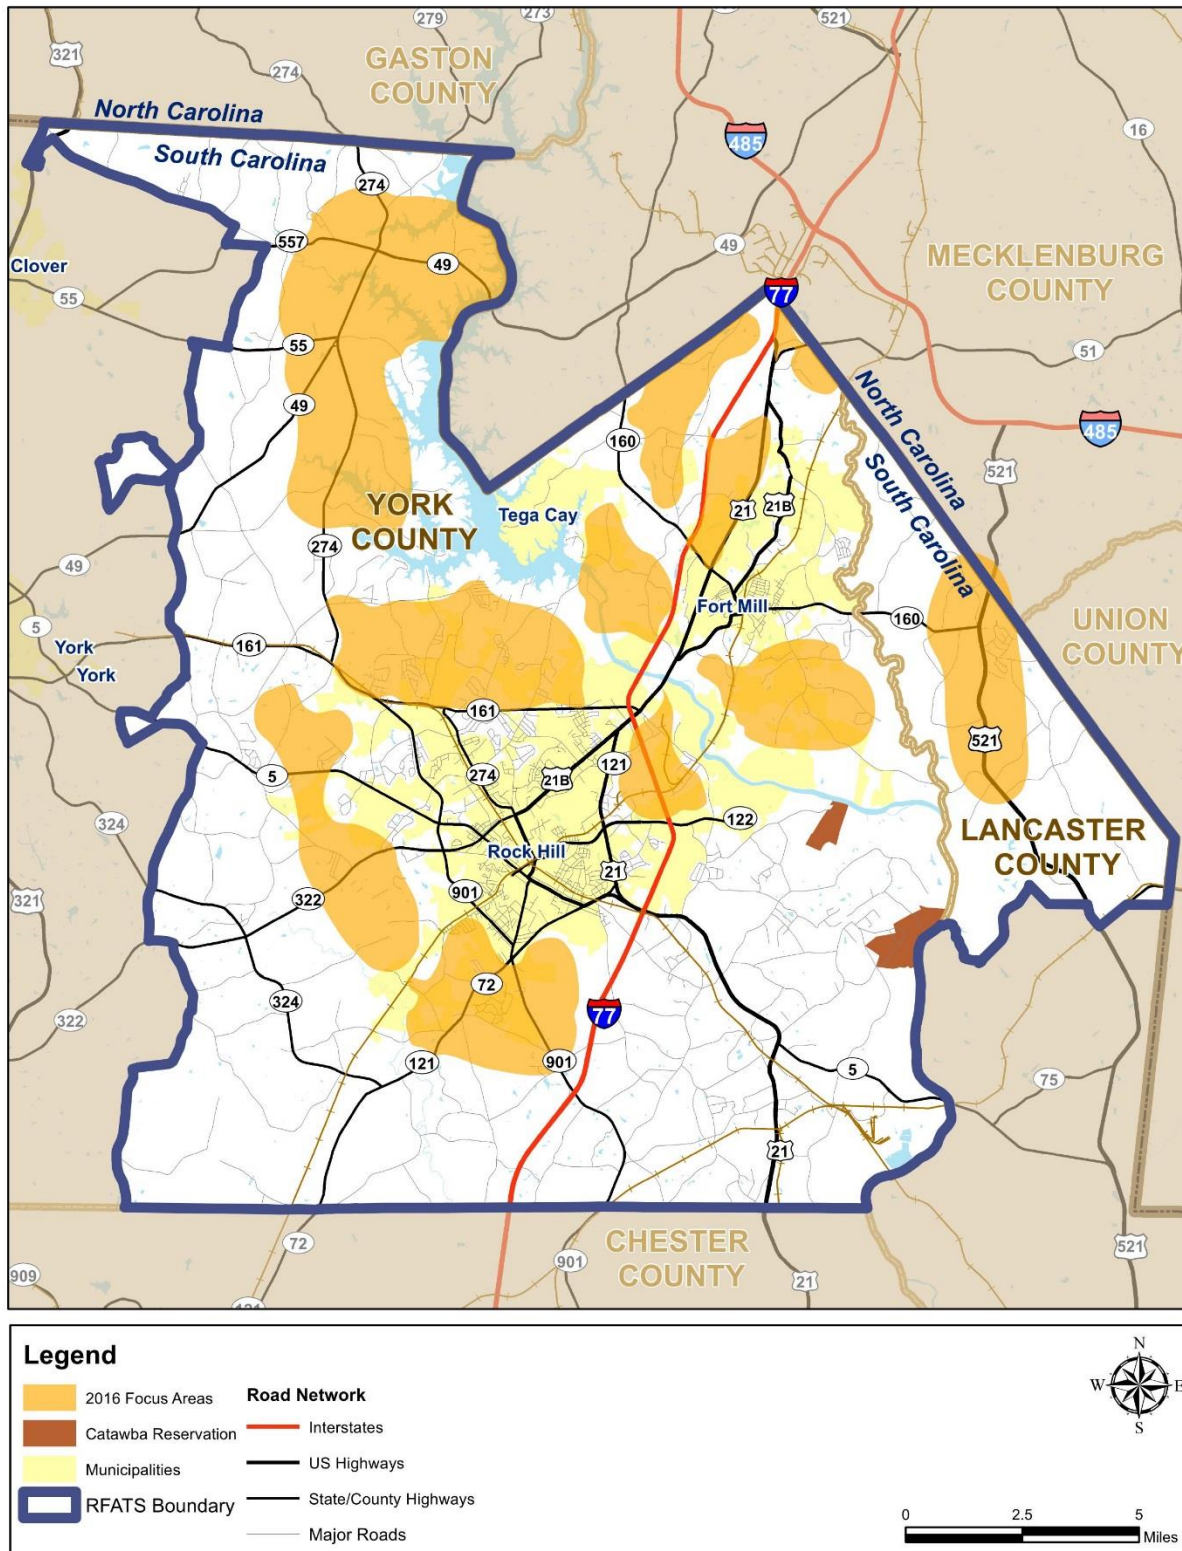 279
273
521
321
GASTON
COUNTY
274
North Carolina
16
485
South Carolina
274
49
557
MECKLENBURG
COUNTY
49
Clover
77
55
55
51
North Carolina
South Carolina
49
160
485
521
YORK
COUNTY
Tega Cay
21
21B
274
49
5
Fort Mill
160
UNION
COUNTY
161
York
York
161
521
121
274
21B
5
122
324
LANCASTER
COUNTY
Rock Hill
21
901
322
321
72
324
77
322
121
901
5
75
21
CHESTER
COUNTY
72
901
521
909
21
121
Legend
2016 Focus Areas
Catawba Reservation
Municipalities
RFATS Boundary
Road Network
Interstates
US Highways
State/County Highways
Major Roads
N
W
E
S
0
2.5
5
Miles